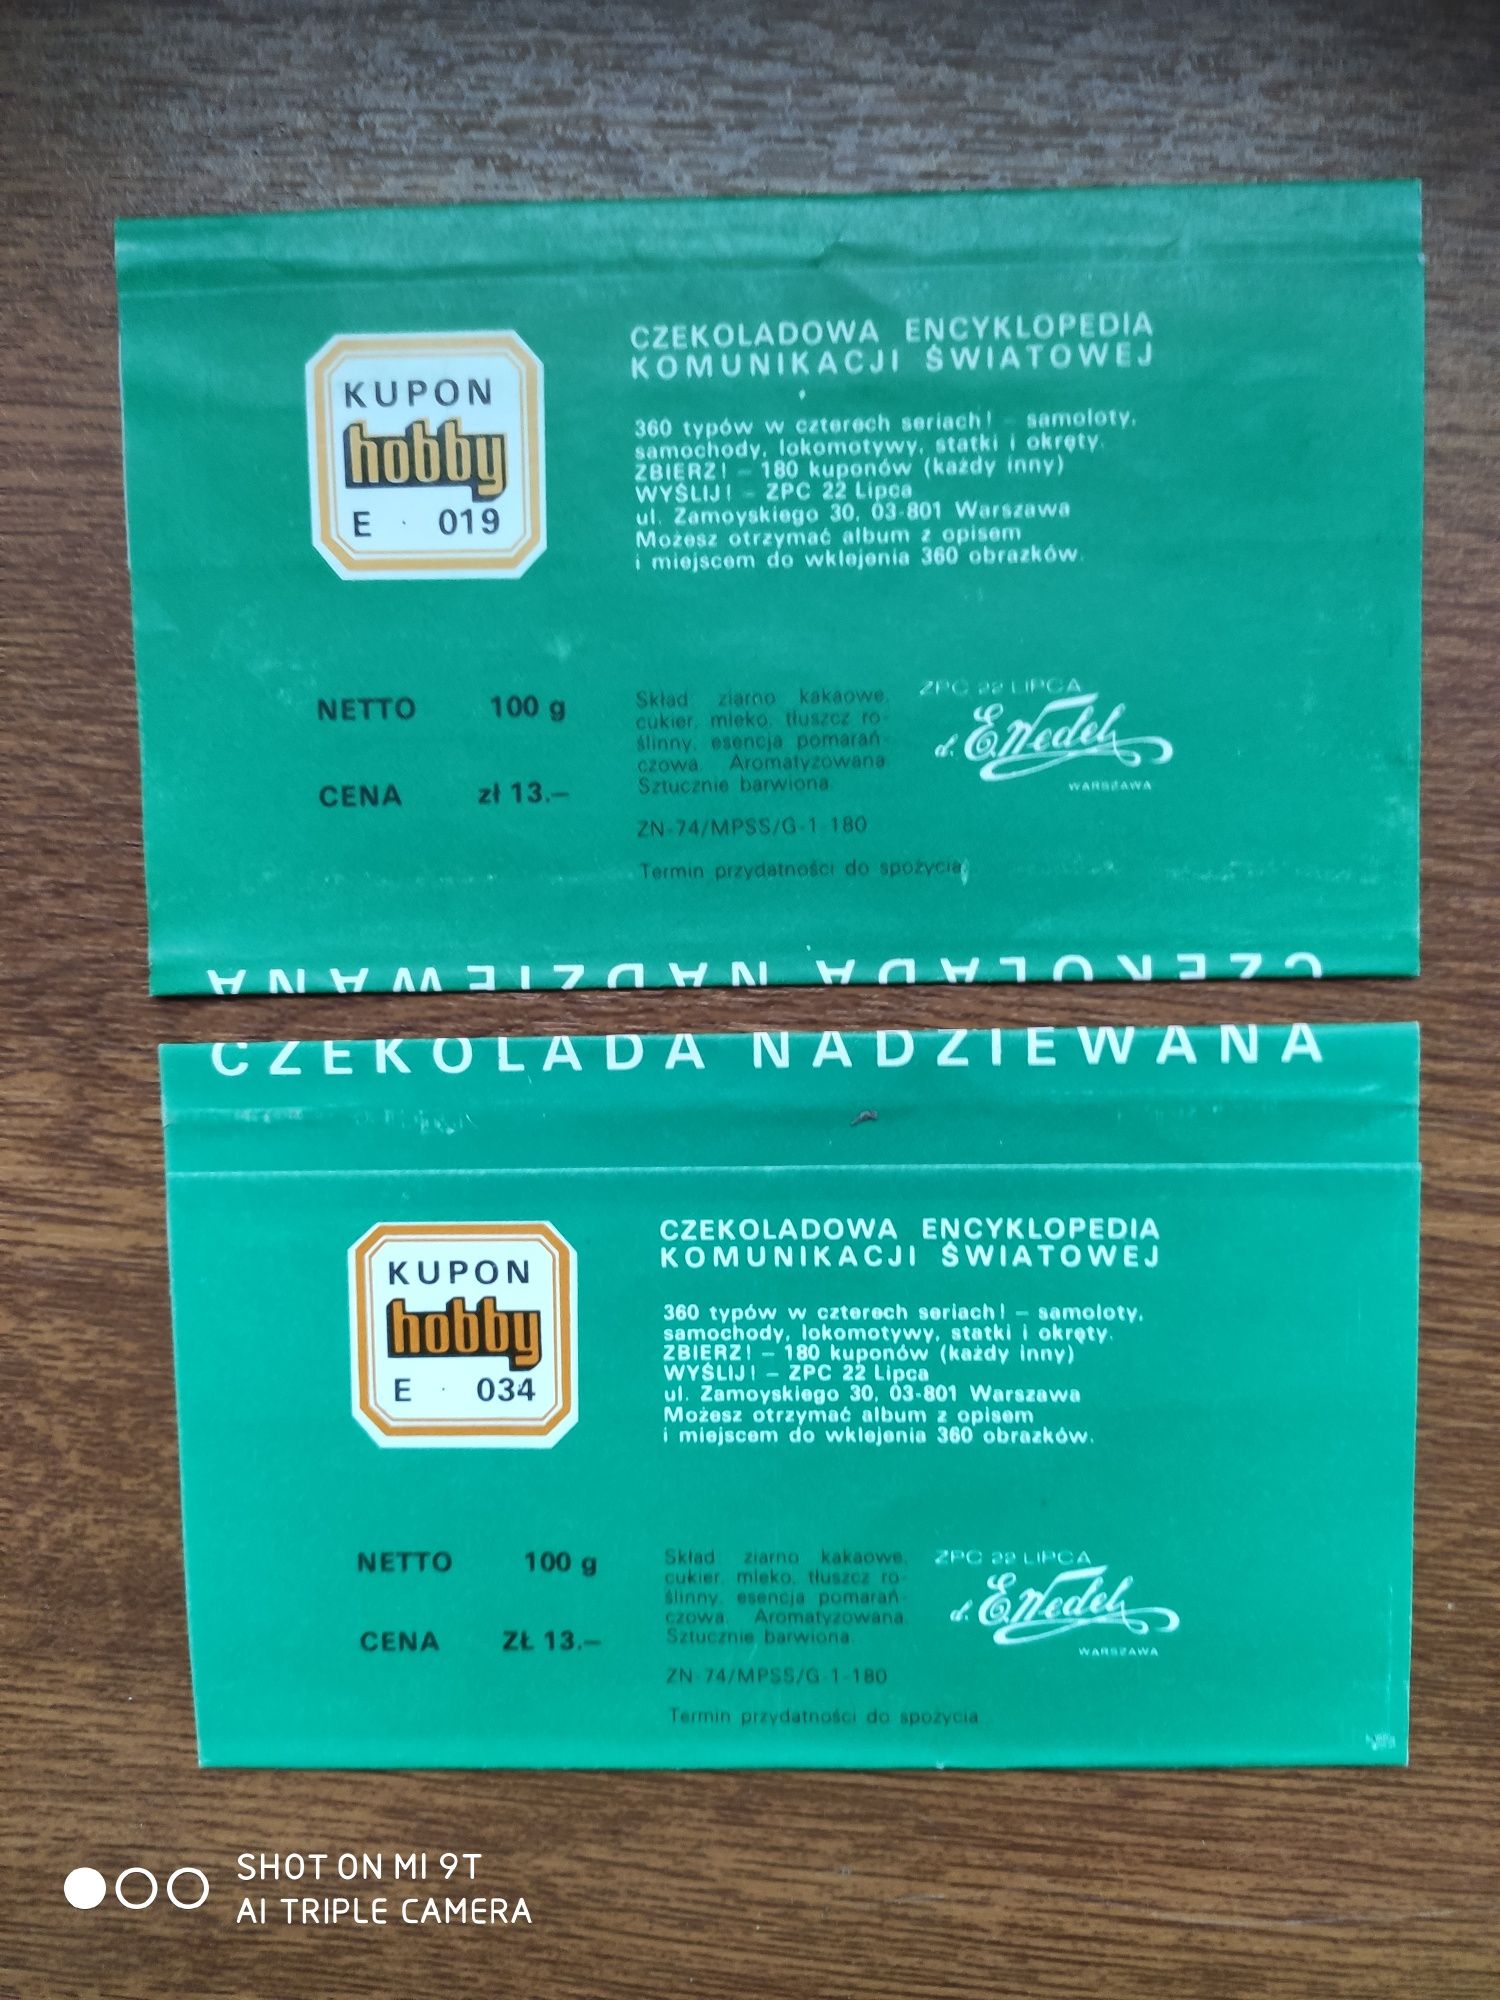 KUPON
hobby
E 019
CZEKOLADOWA ENCYKLOPEDIA
KOMUNIKACJI ŚWIATOWEJ
360 typów w czterech seriach! – samoloty,
samochody, lokomotywy, statki i okręty.
ZBIERZ! – 180 kuponów (każdy inny)
WYŚLIJ! – ZPC 22 Lipca
ul. Zamoyskiego 30, 03-801 Warszawa
Możesz otrzymać album z opisem
i miejscem do wklejenia 360 obrazków.
NETTO 100 g
CENA zł 13.–
Skład: ziarno kakaowe,
cukier, mleko, tłuszcz ro-
ślinny, esencja pomarań-
czowa. Aromatyzowana.
Sztucznie barwiona.
ZN-74/MPSS/G-1-180
Termin przydatności do spożycia
ZPC 22 LIPCA
d. E. Wedel
WARSZAWA
CZEKOLADA NADZIEWANA
CZEKOLADA NADZIEWANA
KUPON
hobby
E 034
CZEKOLADOWA ENCYKLOPEDIA
KOMUNIKACJI ŚWIATOWEJ
360 typów w czterech seriach! – samoloty,
samochody, lokomotywy, statki i okręty.
ZBIERZ! – 180 kuponów (każdy inny)
WYŚLIJ! – ZPC 22 Lipca
ul. Zamoyskiego 30, 03-801 Warszawa
Możesz otrzymać album z opisem
i miejscem do wklejenia 360 obrazków.
NETTO 100 g
CENA ZŁ 13.–
Skład: ziarno kakaowe,
cukier, mleko, tłuszcz ro-
ślinny, esencja pomarań-
czowa. Aromatyzowana.
Sztucznie barwiona.
ZN-74/MPSS/G-1-180
Termin przydatności do spożycia
ZPC 22 LIPCA
d. E. Wedel
WARSZAWA
SHOT ON MI 9T
AI TRIPLE CAMERA